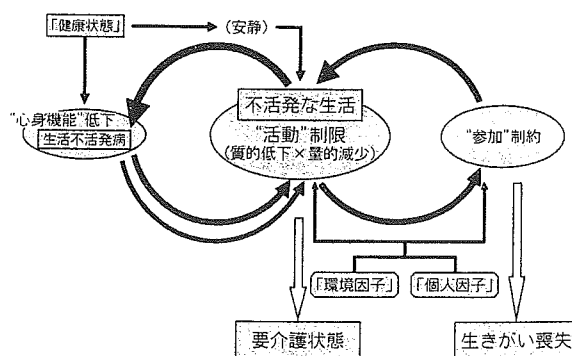 「健康状態」
（安静）
不活発な生活
"心身機能"低下
生活不活発病
"活動"制限
（質的低下×量的減少）
"参加"制約
「環境因子」
「個人因子」
要介護状態
生きがい喪失